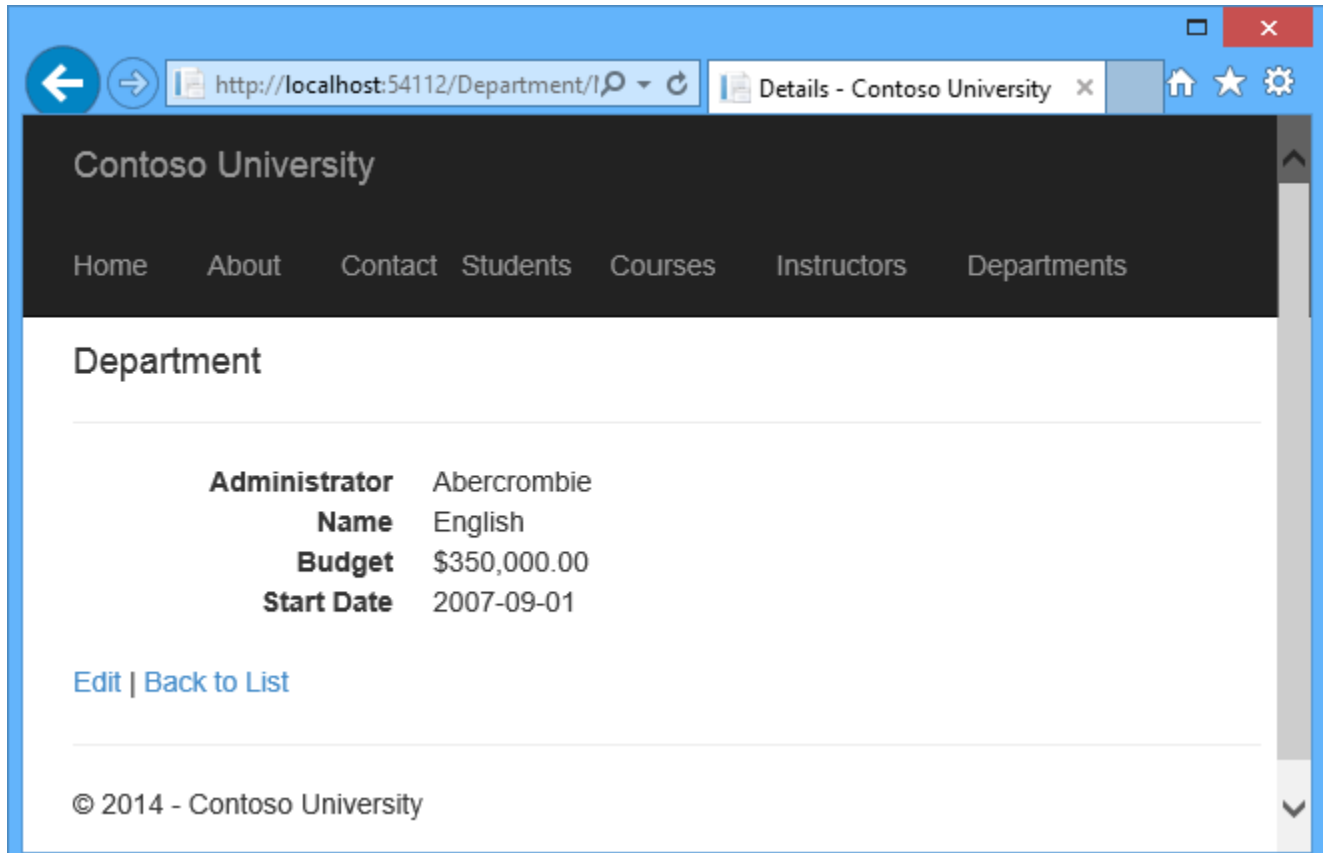 http://localhost:54112/Department/
Details - Contoso University
Contoso University
Home About Contact Students Courses Instructors Departments
Department
Administrator Abercrombie
Name English
Budget $350,000.00
Start Date 2007-09-01
Edit | Back to List
© 2014 - Contoso University